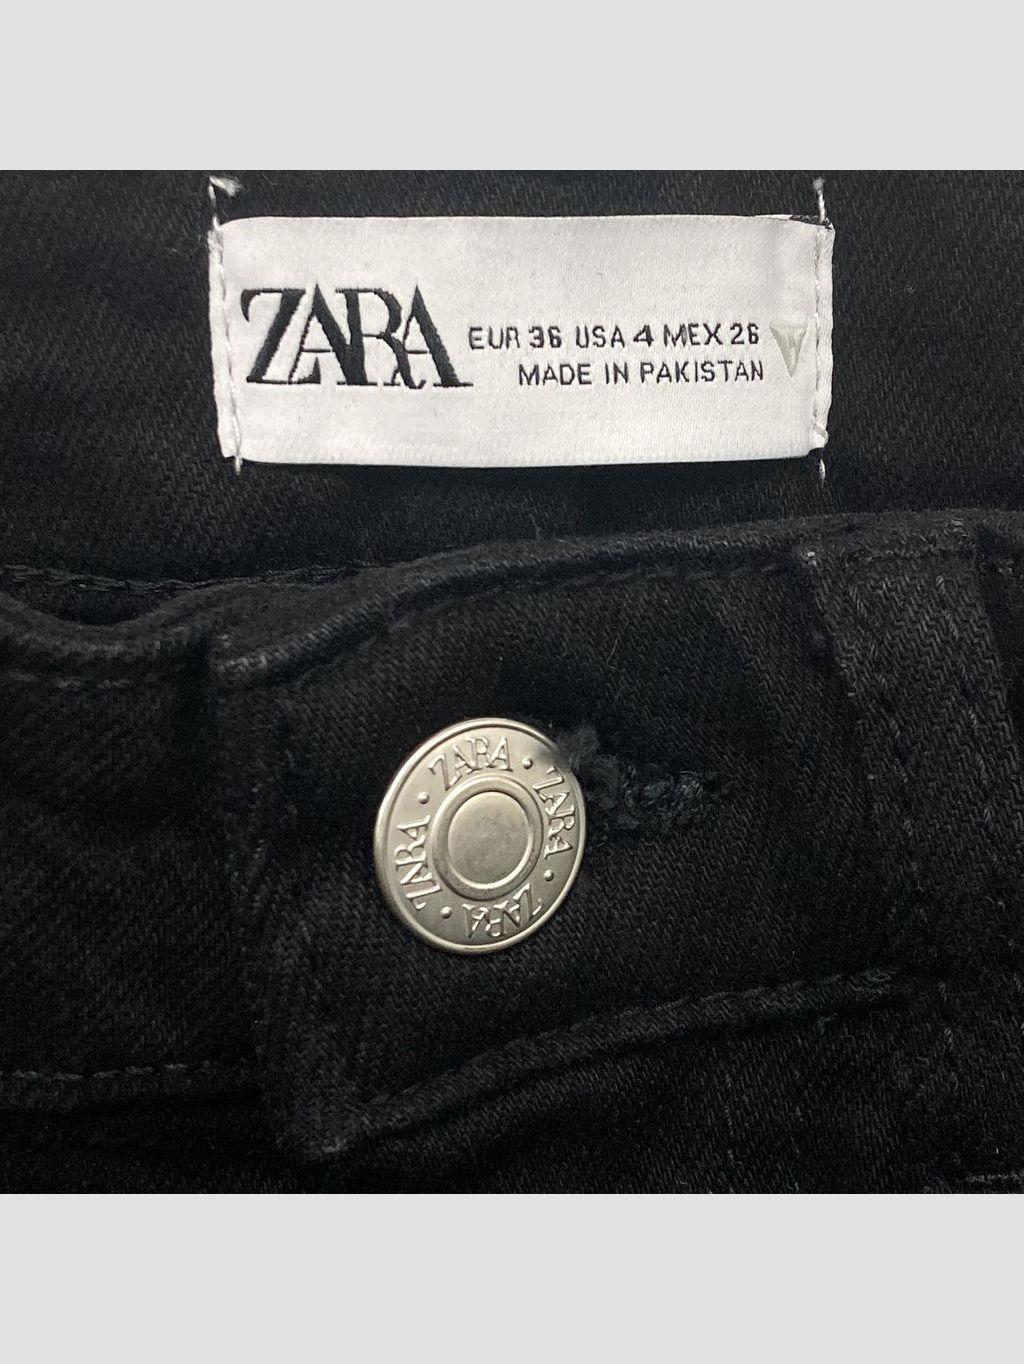 ZARA
EUR 36 USA 4 MEX 26
MADE IN PAKISTAN
ZARA · ZARA · ZARA · ZARA ·